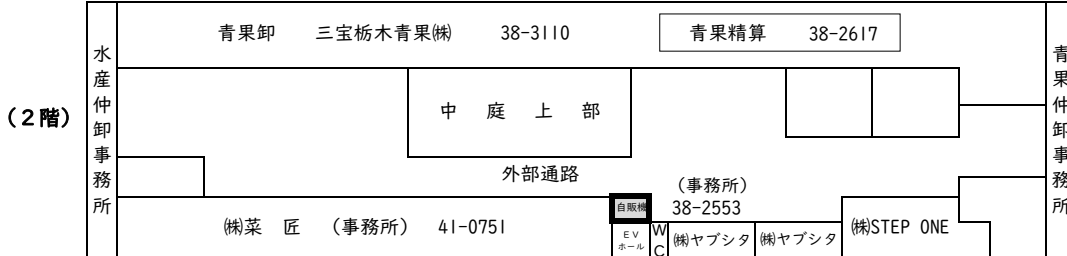 青果卸 三宝栃木青果㈱ 38-3110 青果精算 38-2617
水産仲卸事務所
青果仲卸事務所
(2階)
中庭上部
外部通路
(事務所)
自販機 38-2553
㈱菜匠 (事務所) 41-0751
EV
ホール
WC
㈱ヤブシタ ㈱ヤブシタ ㈱STEP ONE